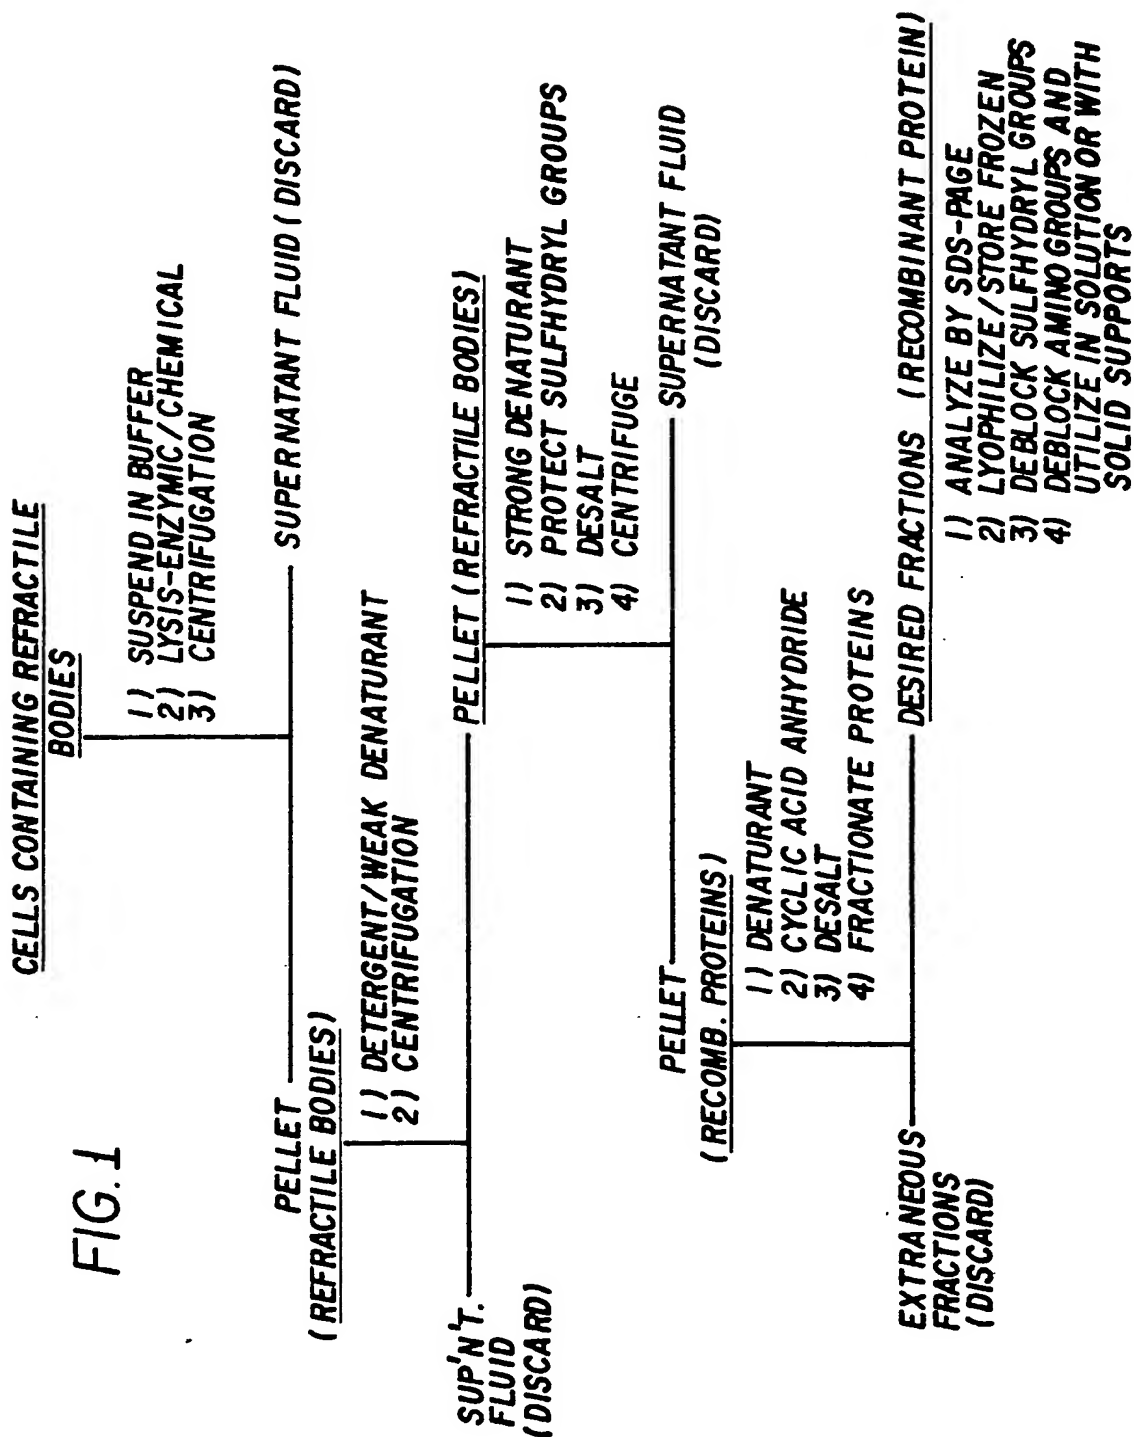 FIG. 1
CELLS CONTAINING REFRACTILE
BODIES
1) SUSPEND IN BUFFER
2) LYSIS-ENZYMIC/CHEMICAL
3) CENTRIFUGATION
PELLET
(REFRACTILE BODIES)
SUPERNATANT FLUID (DISCARD)
1) DETERGENT/WEAK DENATURANT
2) CENTRIFUGATION
SUP'N'T.
FLUID
(DISCARD)
PELLET (REFRACTILE BODIES)
1) STRONG DENATURANT
2) PROTECT SULFHYDRYL GROUPS
3) DESALT
4) CENTRIFUGE
PELLET
(RECOMB. PROTEINS)
SUPERNATANT FLUID
(DISCARD)
1) DENATURANT
2) CYCLIC ACID ANHYDRIDE
3) DESALT
4) FRACTIONATE PROTEINS
EXTRANEOUS
FRACTIONS
(DISCARD)
DESIRED FRACTIONS (RECOMBINANT PROTEIN)
1) ANALYZE BY SDS-PAGE
2) LYOPHILIZE/STORE FROZEN
3) DEBLOCK SULFHYDRYL GROUPS
4) DEBLOCK AMINO GROUPS AND
UTILIZE IN SOLUTION OR WITH
SOLID SUPPORTS